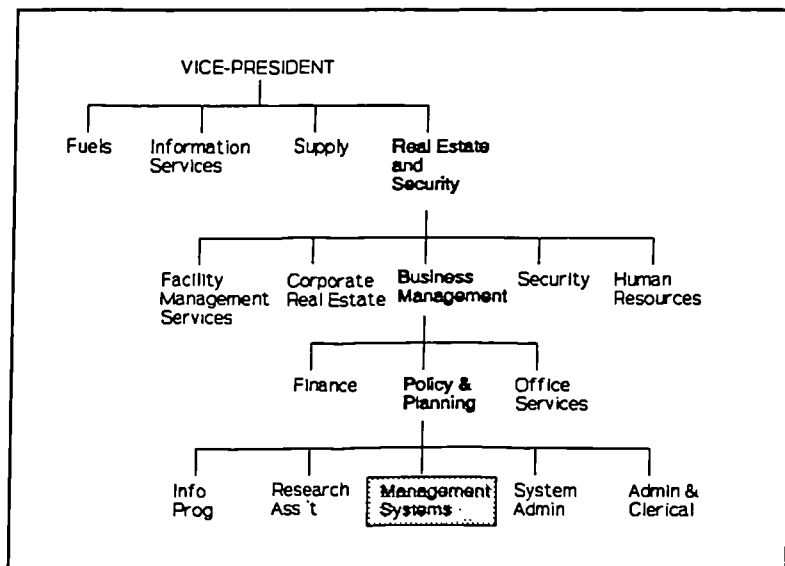 VICE-PRESIDENT
Fuels
Information
Services
Supply
Real Estate
and
Security
Facility
Management
Services
Corporate
Real Estate
Business
Management
Security
Human
Resources
Finance
Policy &
Planning
Office
Services
Info
Prog
Research
Ass't
Management
Systems
System
Admin
Admin &
Clerical